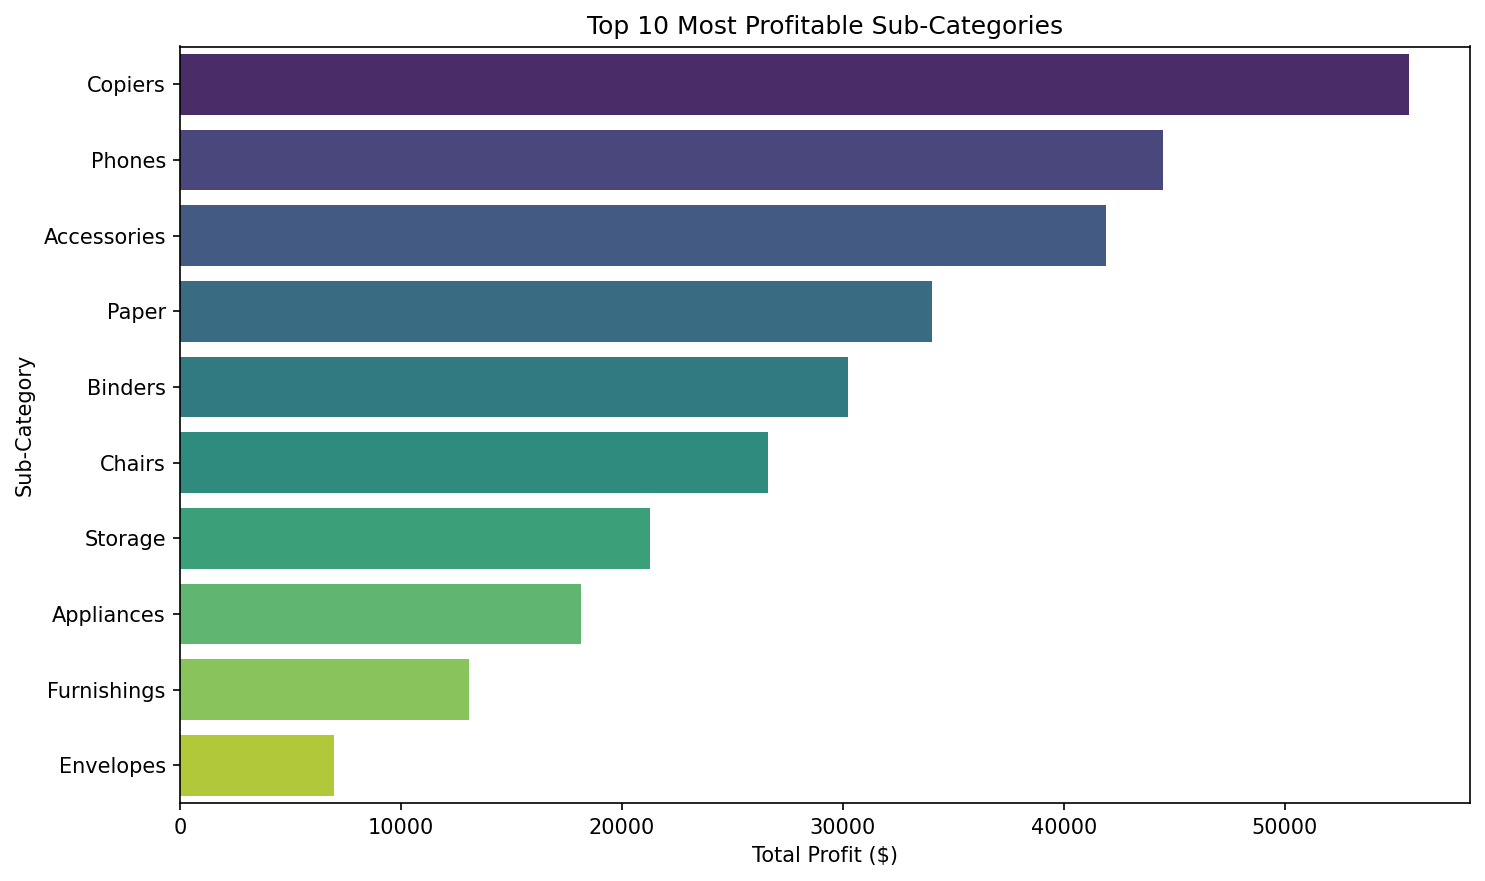 Top 10 Most Profitable Sub-Categories
Copiers
Phones
Accessories
Paper
Binders
Chairs
Storage
Appliances
Furnishings
Envelopes
Sub-Category
0 10000 20000 30000 40000 50000
Total Profit ($)